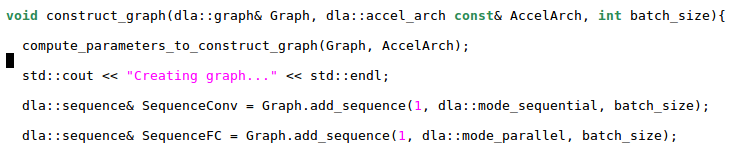 void construct_graph(dla::graph& Graph, dla::accel_arch const& AccelArch, int batch_size){
compute_parameters_to_construct_graph(Graph, AccelArch);
std::cout << "Creating graph..." << std::endl;
dla::sequence& SequenceConv = Graph.add_sequence(1, dla::mode_sequential, batch_size);
dla::sequence& SequenceFC = Graph.add_sequence(1, dla::mode_parallel, batch_size);